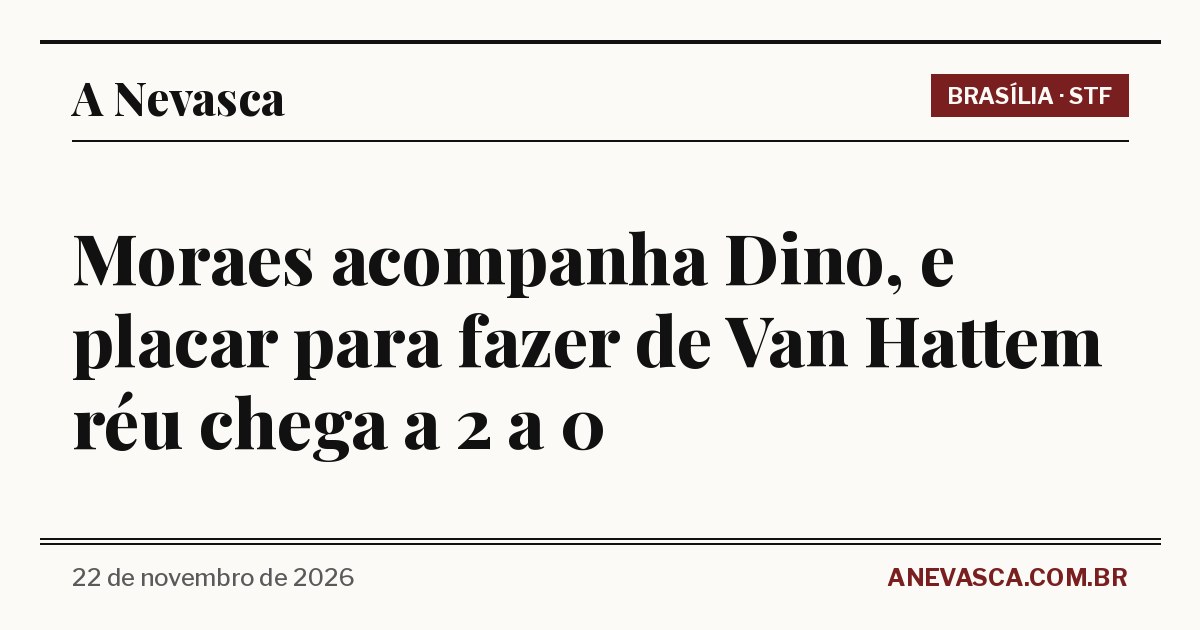 A Nevasca
BRASÍLIA · STF
Moraes acompanha Dino, e
placar para fazer de Van Hattem
réu chega a 2 a 0
22 de novembro de 2026
ANEVASCA.COM.BR